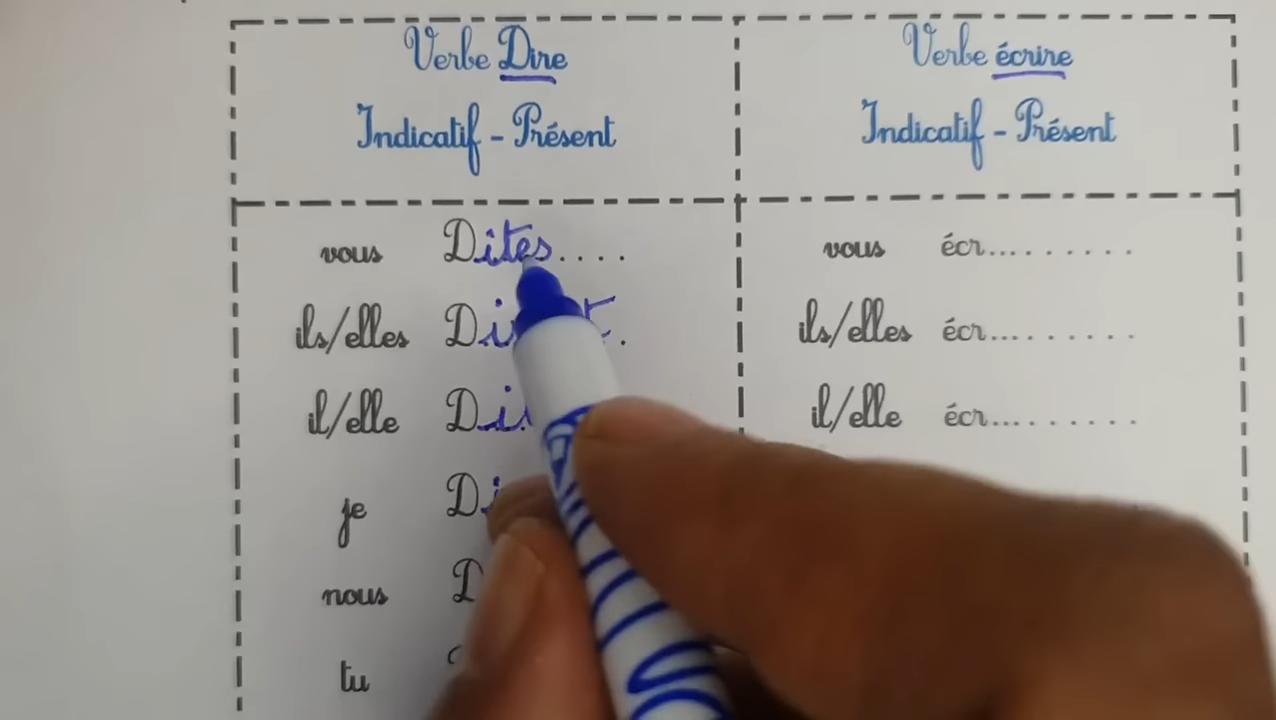 Verbe Dire
Indicatif - Présent
vous Dites....
ils/elles
il/elle
je
nous
tu
Verbe écrire
Indicatif - Présent
vous écr.........
ils/elles écr.........
il/elle écr.........